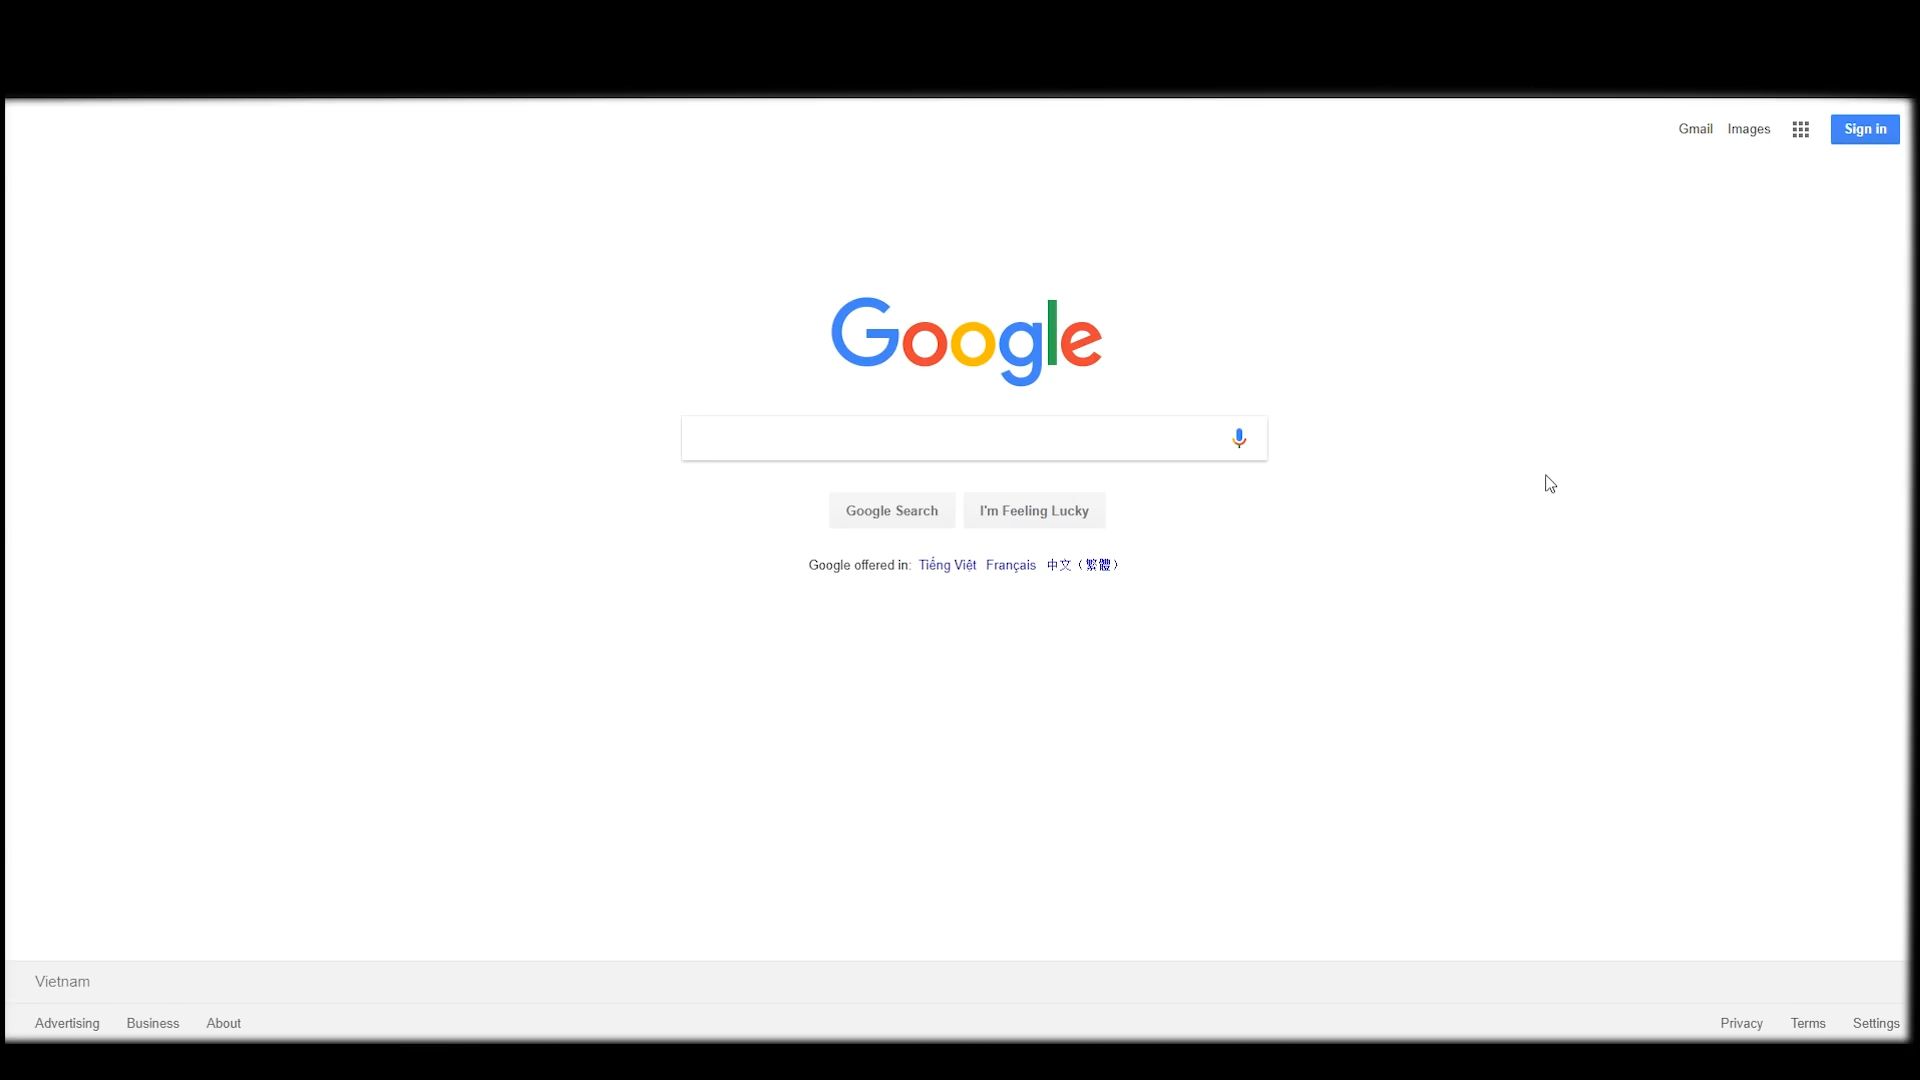 Gmail Images Sign in
Google
Google Search I'm Feeling Lucky
Google offered in: Tiếng Việt Français 中文（繁體）
Vietnam
Advertising Business About Privacy Terms Settings